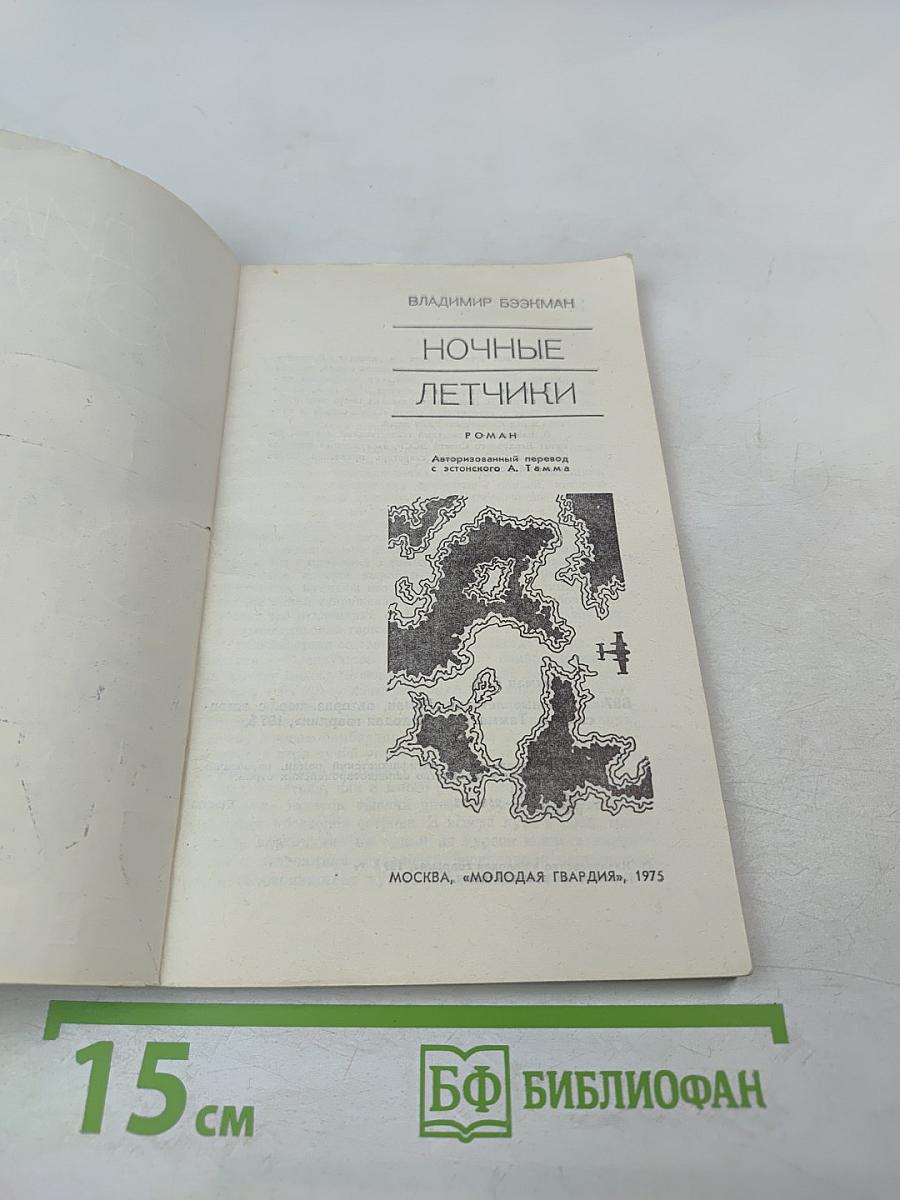 ВЛАДИМИР БЭЭКМАН
НОЧНЫЕ
ЛЕТЧИКИ
РОМАН
Авторизованный перевод
с эстонского А. Тамма
МОСКВА, «МОЛОДАЯ ГВАРДИЯ», 1975
15 см
БФ БИБЛИОФАН